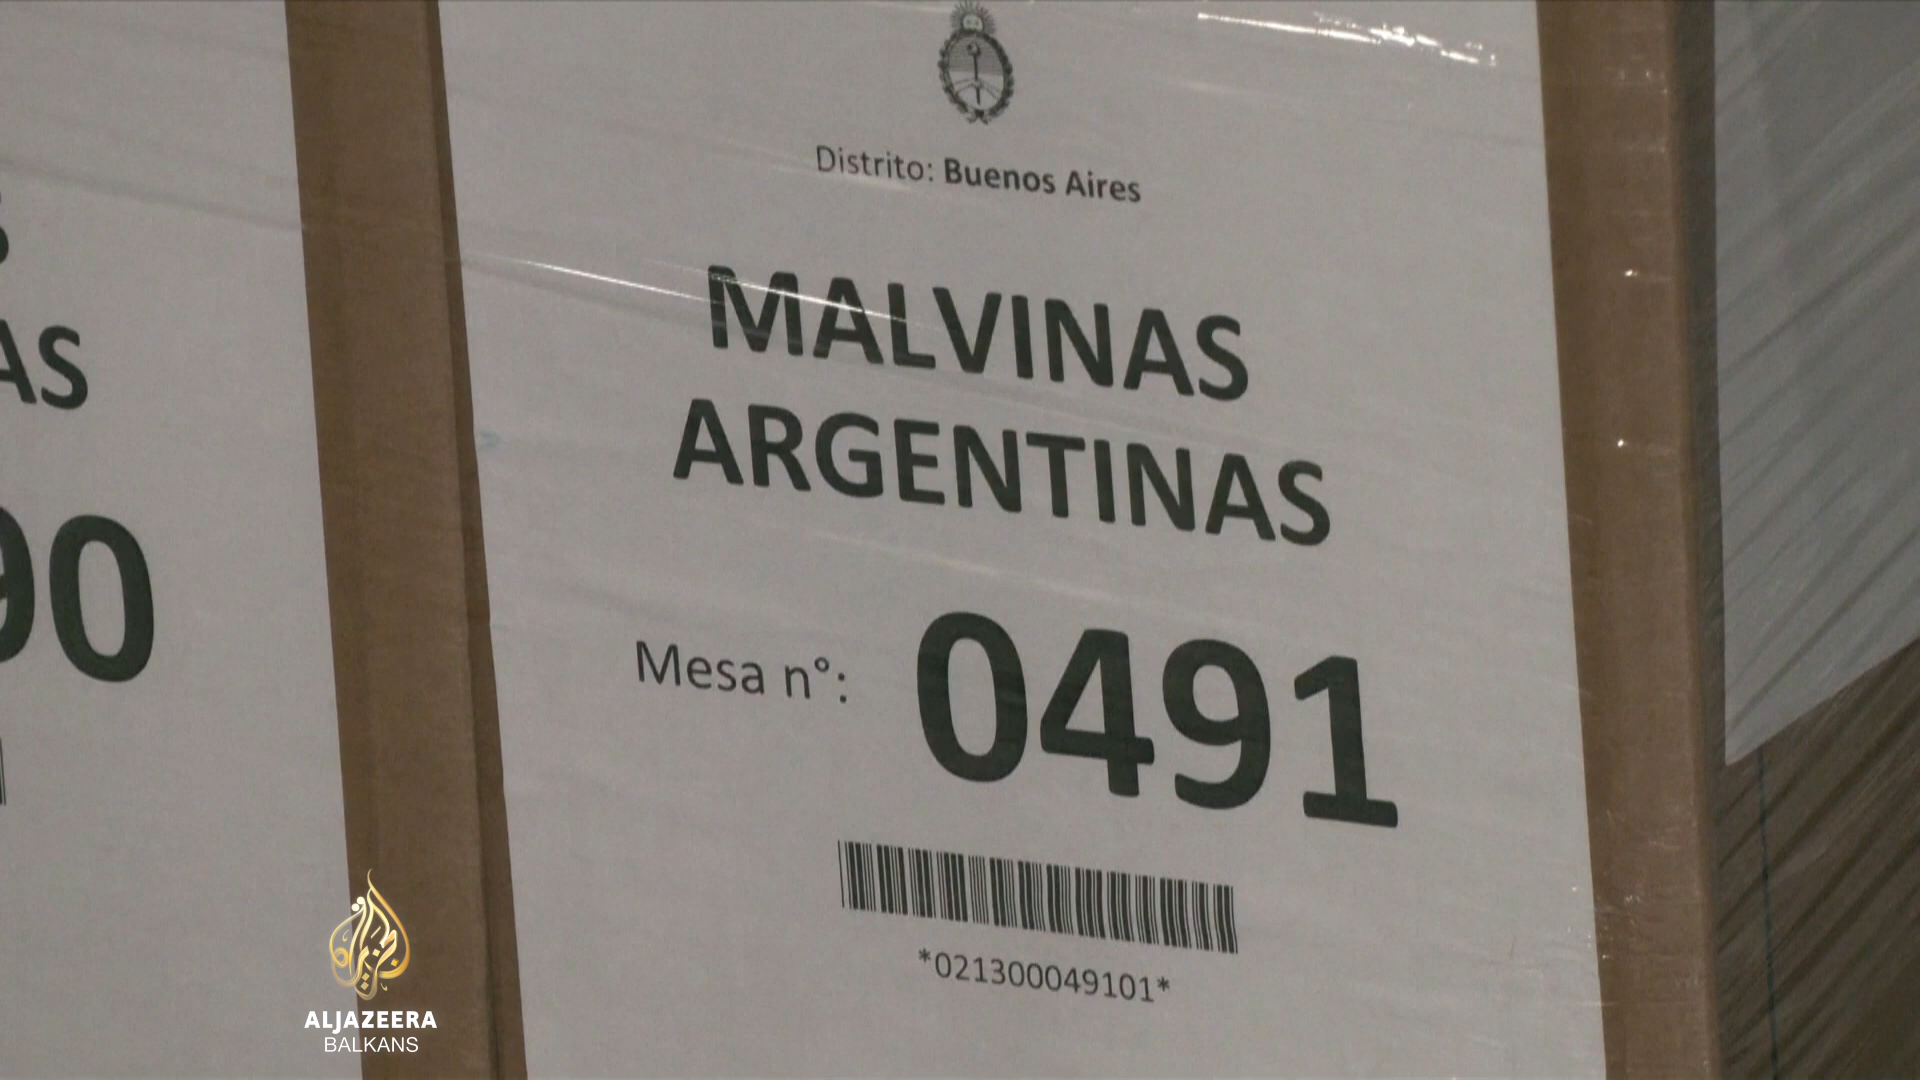 Distrito: Buenos Aires
MALVINAS
ARGENTINAS
Mesa n°: 0491
*021300049101*
AS
90
ALJAZEERA
BALKANS